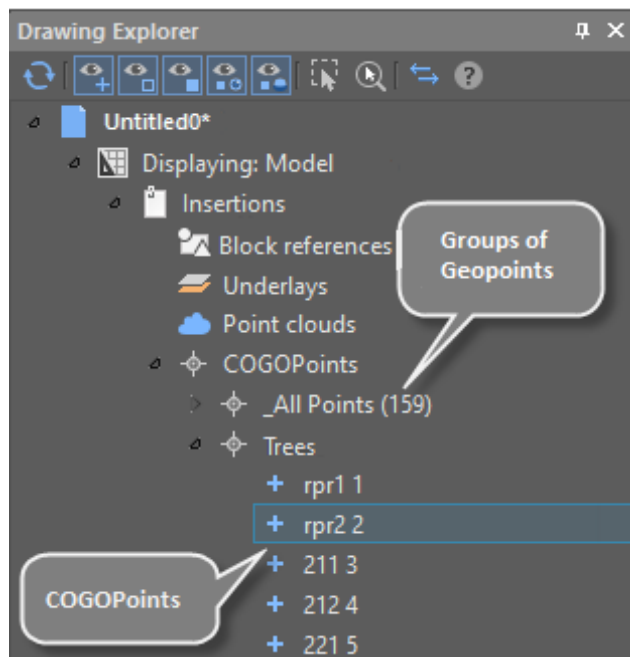 Drawing Explorer
Untitled0*
Displaying: Model
Insertions
Block references
Groups of
Geopoints
Underlays
Point clouds
COGOPoints
_All Points (159)
Trees
rpr1 1
rpr2 2
211 3
COGOPoints
212 4
221 5